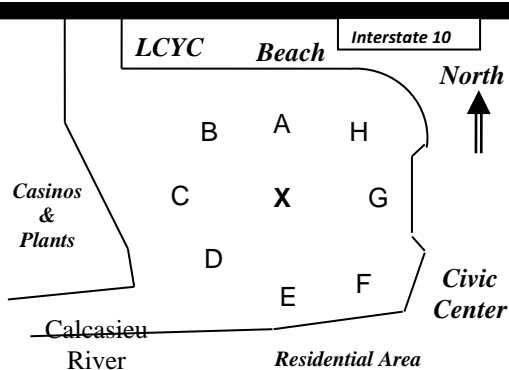 Interstate 10
LCYC
Beach
North
A
B
H
Casinos
&
Plants
C
X
G
D
F
E
Civic
Center
Calcasieu
River
Residential Area